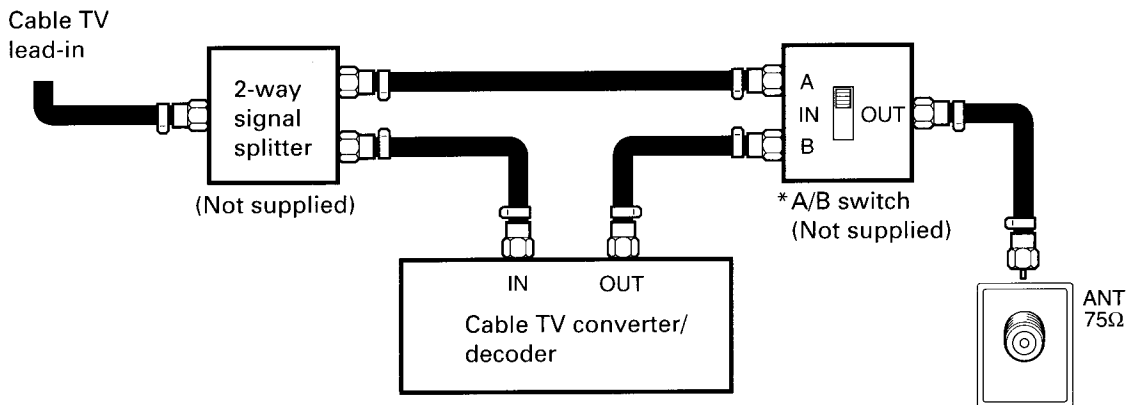 Cable TV
lead-in
2-way
signal
splitter
(Not supplied)
A
IN
OUT
B
*A/B switch
(Not supplied)
IN
OUT
Cable TV converter/
decoder
ANT
75Ω